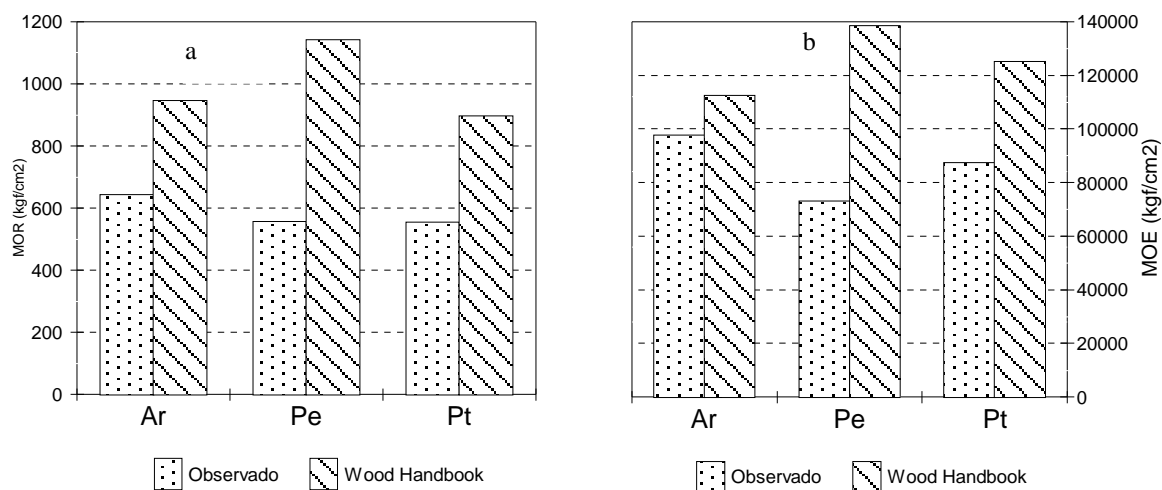 a
MOR (kgf/cm2)
1200
1000
800
600
400
200
0
Ar Pe Pt
Observado Wood Handbook
b
140000
120000
100000
80000
60000
40000
20000
0
MOE (kgf/cm2)
Ar Pe Pt
Observado Wood Handbook